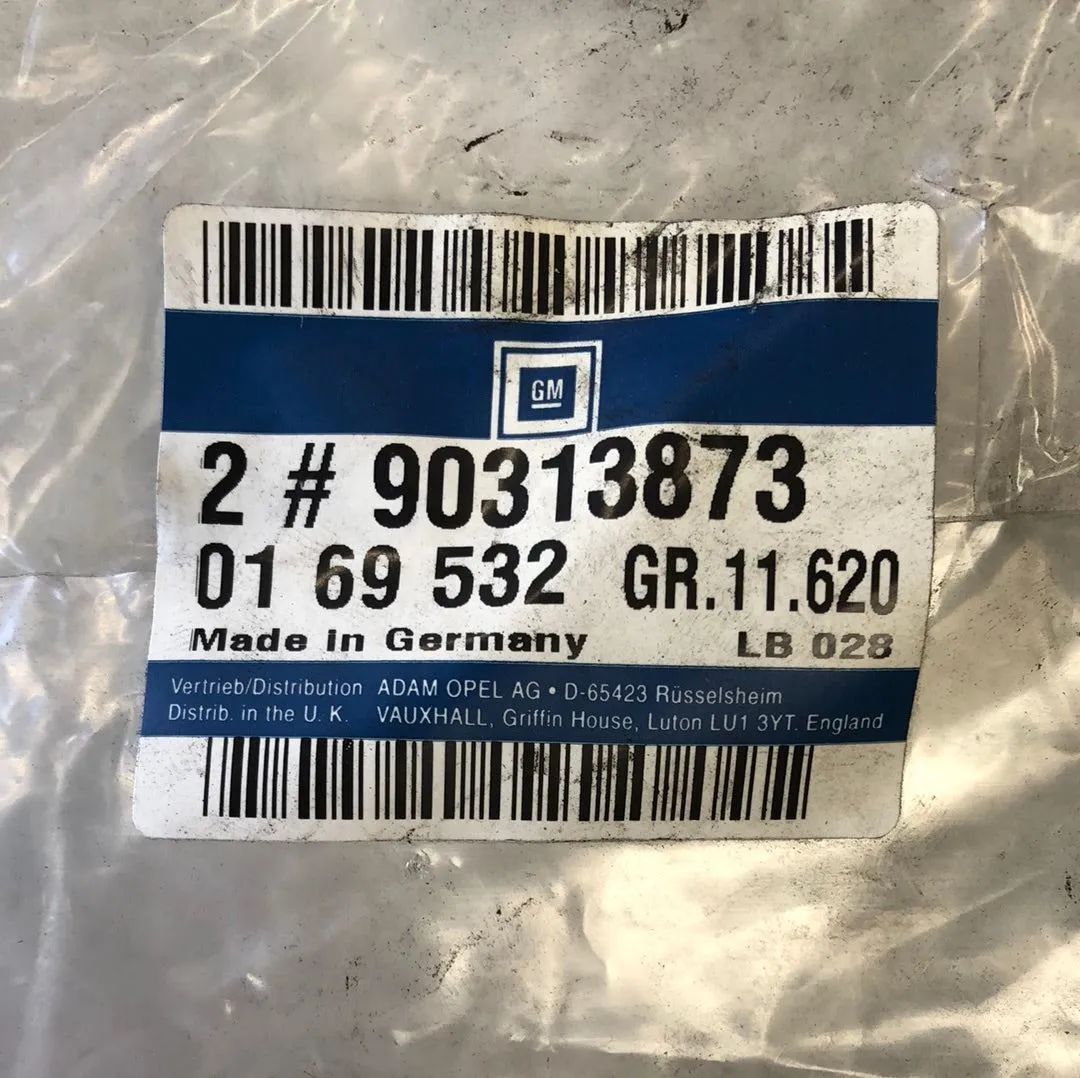 GM
2 # 90313873
01 69 532 GR.11.620
Made in Germany LB 028
Vertrieb/Distribution ADAM OPEL AG • D-65423 Rüsselsheim
Distrib. in the U. K. VAUXHALL, Griffin House, Luton LU1 3YT. England